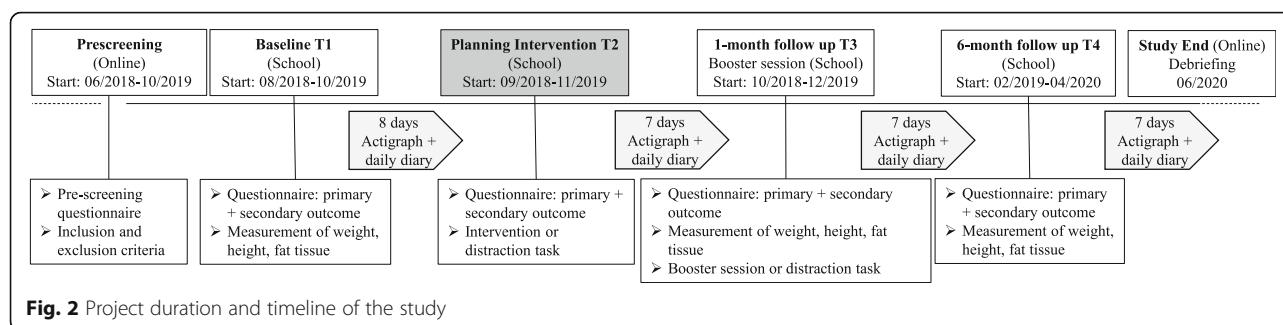 Prescreening
(Online)
Start: 06/2018-10/2019
Baseline T1
(School)
Start: 08/2018-10/2019
Planning Intervention T2
(School)
Start: 09/2018-11/2019
1-month follow up T3
Booster session (School)
Start: 10/2018-12/2019
6-month follow up T4
(School)
Start: 02/2019-04/2020
Study End (Online)
Debriefing
06/2020
8 days
Actigraph +
daily diary
7 days
Actigraph +
daily diary
7 days
Actigraph +
daily diary
7 days
Actigraph +
daily diary
➢ Pre-screening
questionnaire
➢ Inclusion and
exclusion criteria
➢ Questionnaire: primary
+ secondary outcome
➢ Measurement of weight,
height, fat tissue
➢ Questionnaire: primary +
secondary outcome
➢ Intervention or
distraction task
➢ Questionnaire: primary + secondary
outcome
➢ Measurement of weight, height, fat
tissue
➢ Booster session or distraction task
➢ Questionnaire: primary
+ secondary outcome
➢ Measurement of weight,
height, fat tissue
Fig. 2 Project duration and timeline of the study